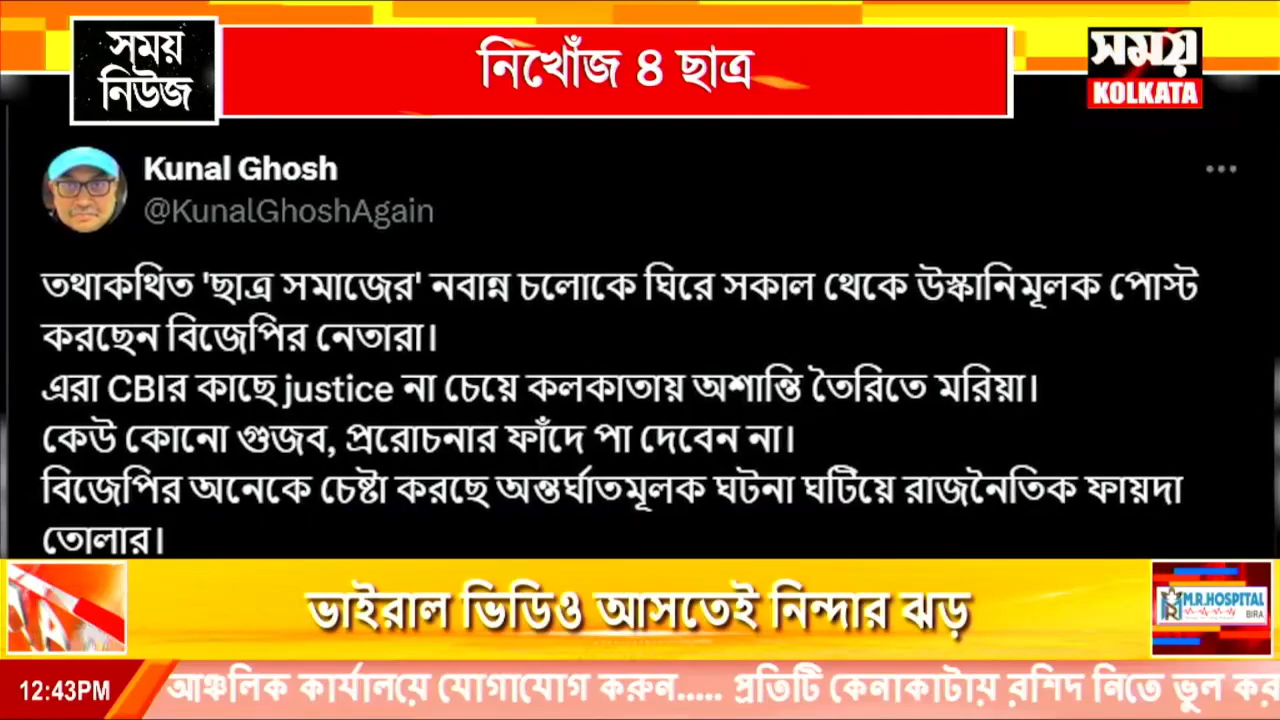 সময়
নিউজ
নিখোঁজ ৪ ছাত্র
সময়
KOLKATA
Kunal Ghosh
@KunalGhoshAgain
তথাকথিত 'ছাত্র সমাজের' নবান্ন চলোকে ঘিরে সকাল থেকে উস্কানিমূলক পোস্ট
করছেন বিজেপির নেতারা।
এরা CBIর কাছে justice না চেয়ে কলকাতায় অশান্তি তৈরিতে মরিয়া।
কেউ কোনো গুজব, প্ররোচনার ফাঁদে পা দেবেন না।
বিজেপির অনেকে চেষ্টা করছে অন্তর্ঘাতমূলক ঘটনা ঘটিয়ে রাজনৈতিক ফায়দা
তোলার।
ভাইরাল ভিডিও আসতেই নিন্দার ঝড়
M.R.HOSPITAL
BIRA
12:43PM
আঞ্চলিক কার্যালয়ে যোগাযোগ করুন..... প্রতিটি কেনাকাটায় রশিদ নিতে ভুল কর